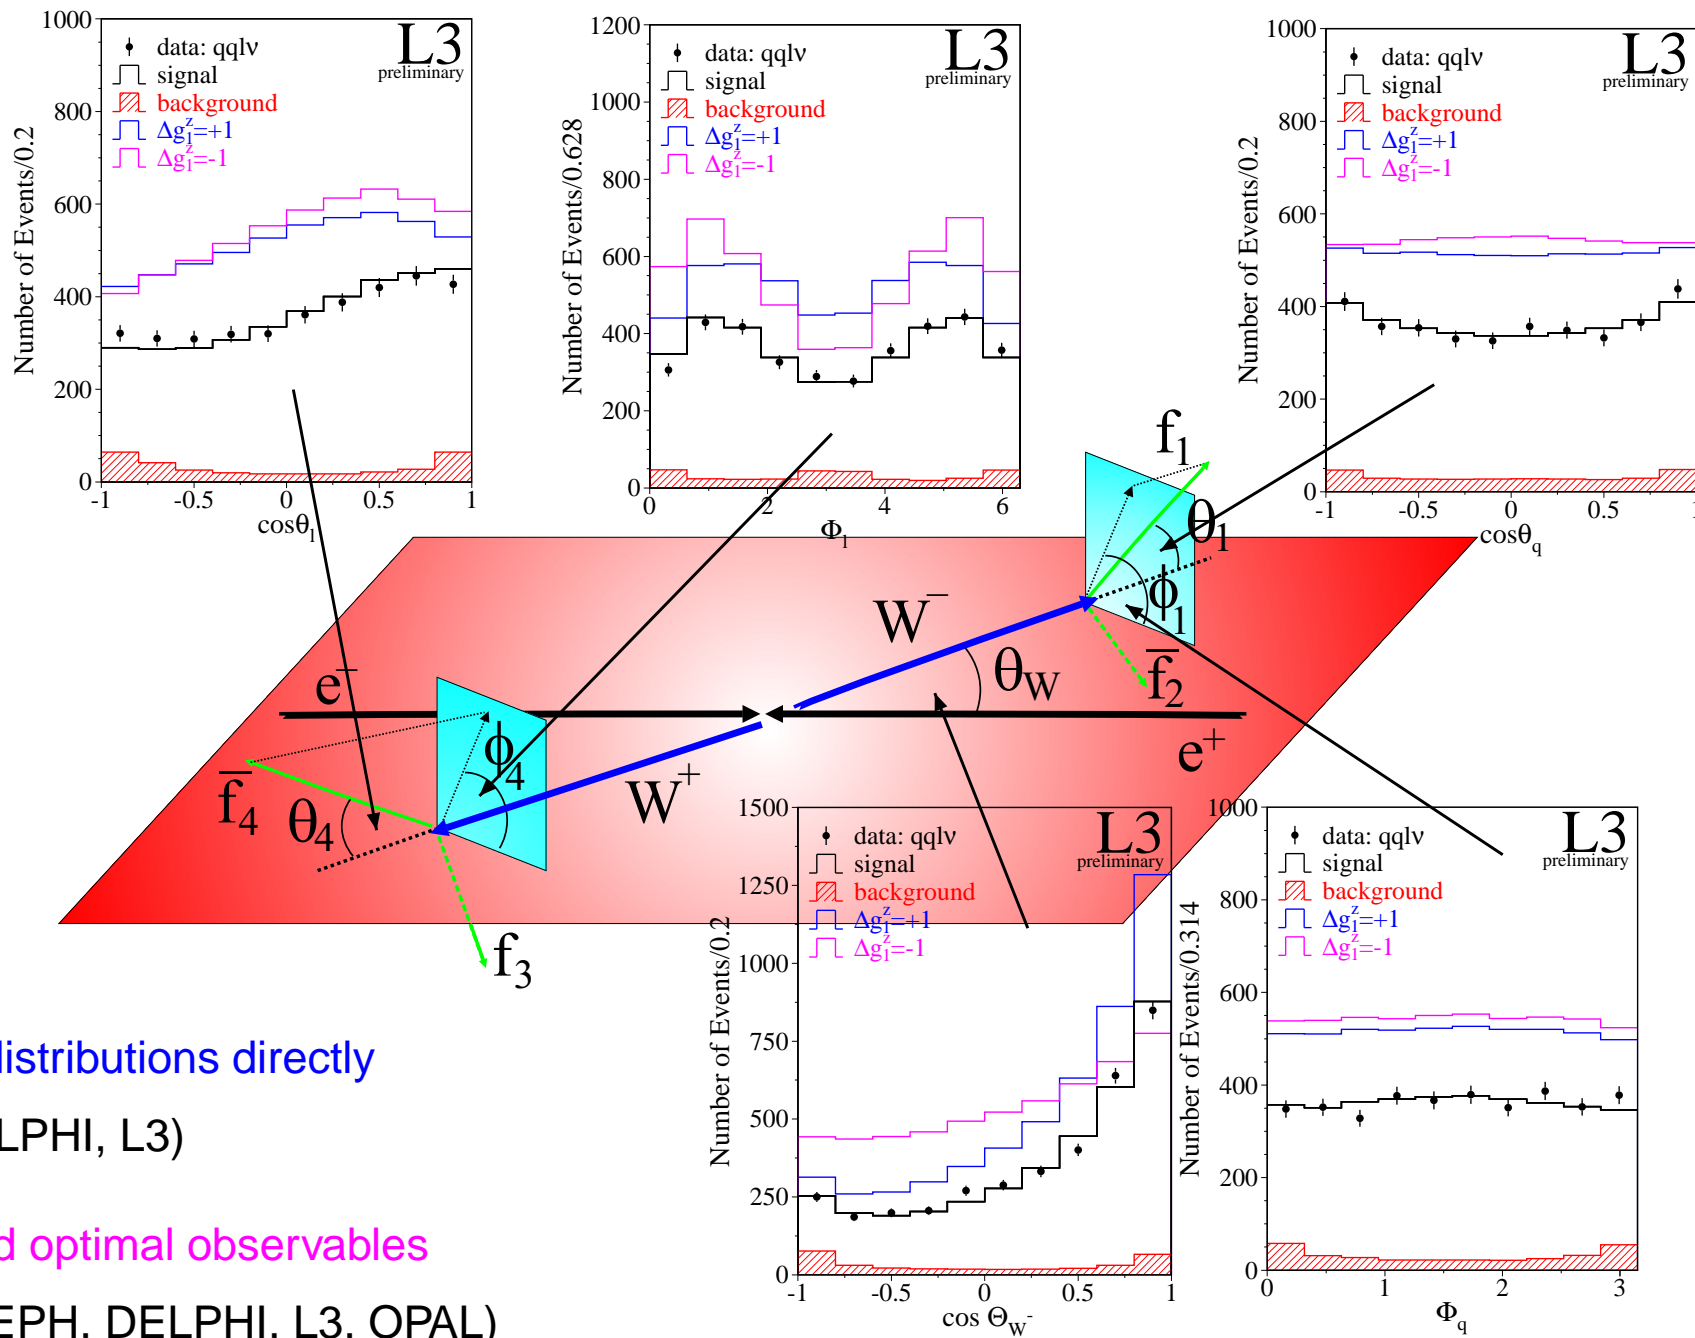 1000
800
600
400
200
0
Number of Events/0.2
data: qqlν
signal
background
Δg₁ᶻ=+1
Δg₁ᶻ=-1
L3
preliminary
-1 -0.5 0 0.5 1
cosθₗ
1200
1000
800
600
400
200
0
Number of Events/0.628
data: qqlν
signal
background
Δg₁ᶻ=+1
Δg₁ᶻ=-1
L3
preliminary
0 2 4 6
Φₗ
1000
800
600
400
200
0
Number of Events/0.2
data: qqlν
signal
background
Δg₁ᶻ=+1
Δg₁ᶻ=-1
L3
preliminary
-1 -0.5 0 0.5 1
cosθ_q
f₁
θ₁
ϕ₁
W⁻
f̅₂
θ_W
e⁻
e⁺
ϕ₄
W⁺
f̅₄
θ₄
f₃
1500
1250
1000
750
500
250
0
Number of Events/0.2
data: qqlν
signal
background
Δg₁ᶻ=+1
Δg₁ᶻ=-1
L3
preliminary
-1 -0.5 0 0.5 1
cos Θ_W⁻
1000
800
600
400
200
0
Number of Events/0.314
data: qqlν
signal
background
Δg₁ᶻ=+1
Δg₁ᶻ=-1
L3
preliminary
0 1 2 3
Φ_q
distributions directly
LPHI, L3)
d optimal observables
EPH, DELPHI, L3, OPAL)